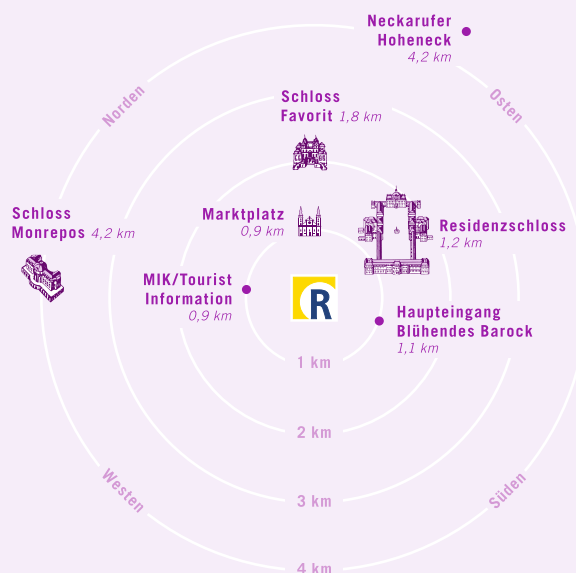 Neckarufer
Hoheneck
4,2 km
Norden
Osten
Schloss
Favorit 1,8 km
Schloss
Monrepos 4,2 km
Marktplatz
0,9 km
Residenzschloss
1,2 km
MIK/Tourist
Information
0,9 km
R
Haupteingang
Blühendes Barock
1,1 km
1 km
2 km
3 km
4 km
Westen
Süden